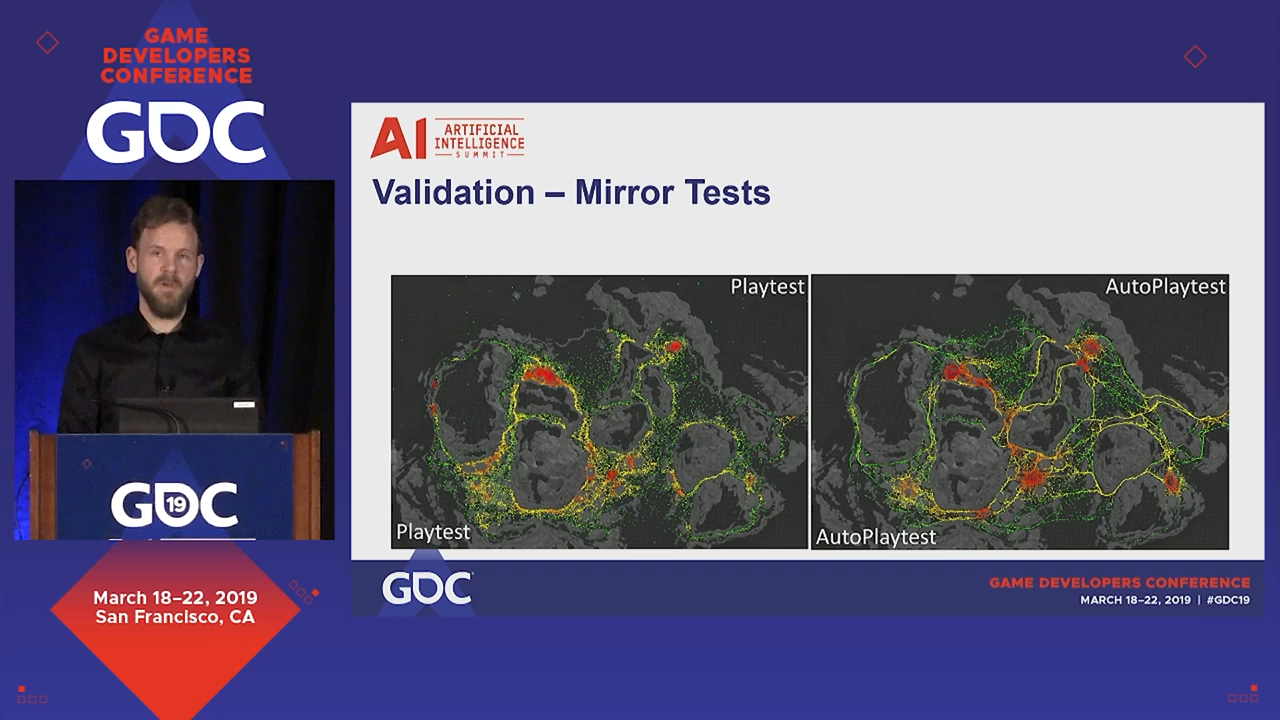 GAME
DEVELOPERS
CONFERENCE
GDC
AI ARTIFICIAL
INTELLIGENCE
SUMMIT
Validation – Mirror Tests
Playtest
Playtest
AutoPlaytest
AutoPlaytest
GDC 19
March 18–22, 2019
San Francisco, CA
GDC
GAME DEVELOPERS CONFERENCE
MARCH 18–22, 2019 | #GDC19